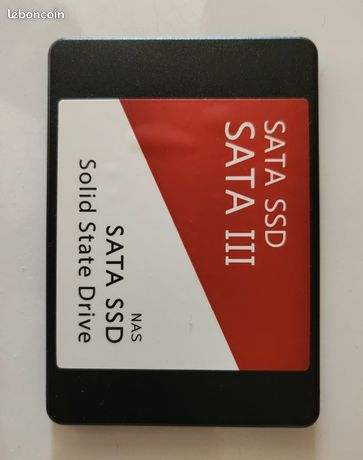 leboncoin
SATA SSD
SATA III
NAS
SATA SSD
Solid State Drive